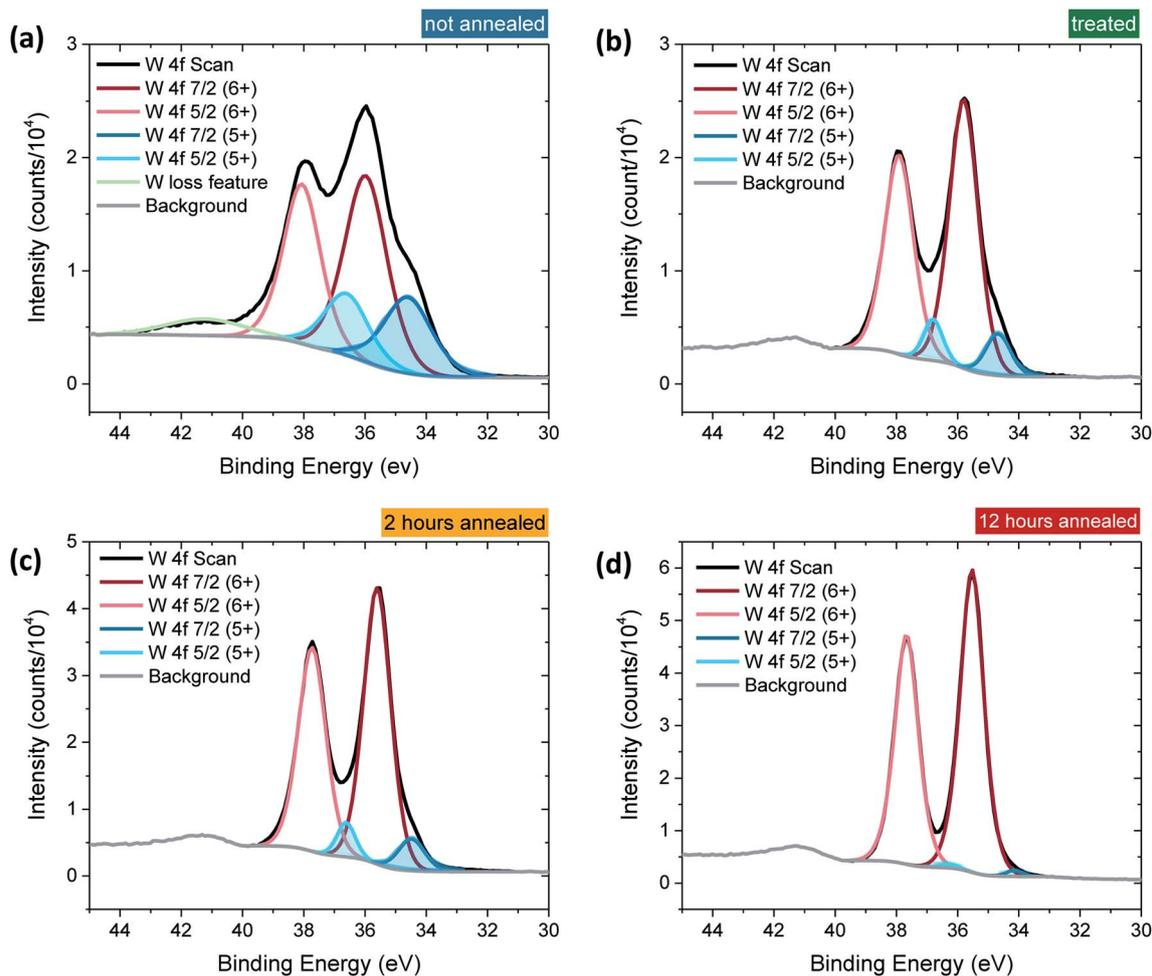 (a)
not annealed
3
2
1
0
Intensity (counts/10⁴)
W 4f Scan
W 4f 7/2 (6+)
W 4f 5/2 (6+)
W 4f 7/2 (5+)
W 4f 5/2 (5+)
W loss feature
Background
44 42 40 38 36 34 32 30
Binding Energy (ev)
(b)
treated
3
2
1
0
Intensity (count/10⁴)
W 4f Scan
W 4f 7/2 (6+)
W 4f 5/2 (6+)
W 4f 7/2 (5+)
W 4f 5/2 (5+)
Background
44 42 40 38 36 34 32 30
Binding Energy (eV)
(c)
2 hours annealed
5
4
3
2
1
0
Intensity (counts/10⁴)
W 4f Scan
W 4f 7/2 (6+)
W 4f 5/2 (6+)
W 4f 7/2 (5+)
W 4f 5/2 (5+)
Background
44 42 40 38 36 34 32 30
Binding Energy (eV)
(d)
12 hours annealed
6
5
4
3
2
1
0
Intensity (counts/10⁴)
W 4f Scan
W 4f 7/2 (6+)
W 4f 5/2 (6+)
W 4f 7/2 (5+)
W 4f 5/2 (5+)
Background
44 42 40 38 36 34 32 30
Binding Energy (eV)